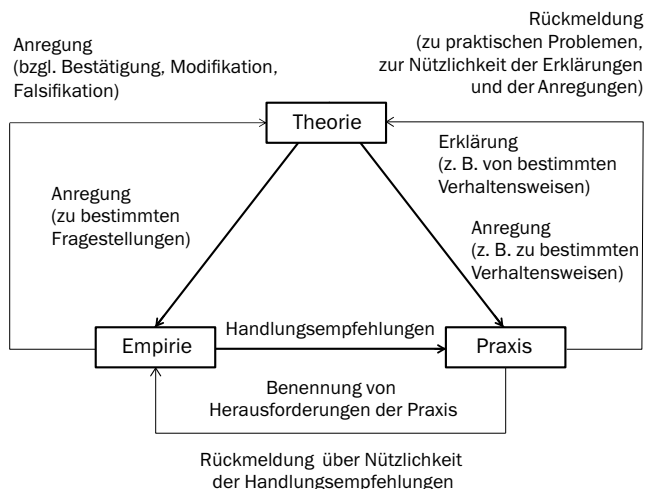 Anregung
(bzgl. Bestätigung, Modifikation,
Falsifikation)
Rückmeldung
(zu praktischen Problemen,
zur Nützlichkeit der Erklärungen
und der Anregungen)
Theorie
Erklärung
(z. B. von bestimmten
Verhaltensweisen)
Anregung
(zu bestimmten
Fragestellungen)
Anregung
(z. B. zu bestimmten
Verhaltensweisen)
Empirie
Handlungsempfehlungen
Praxis
Benennung von
Herausforderungen der Praxis
Rückmeldung über Nützlichkeit
der Handlungsempfehlungen